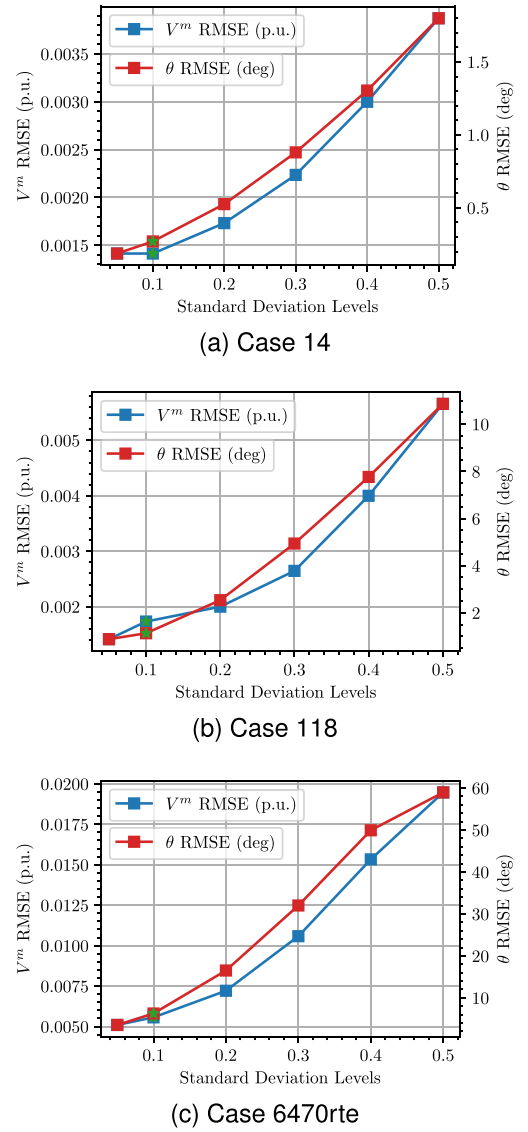 V^m RMSE (p.u.)
θ RMSE (deg)
0.0035
0.0030
0.0025
0.0020
0.0015
V^m RMSE (p.u.)
1.5
1.0
0.5
θ RMSE (deg)
0.1 0.2 0.3 0.4 0.5
Standard Deviation Levels
(a) Case 14
V^m RMSE (p.u.)
θ RMSE (deg)
0.005
0.004
0.003
0.002
V^m RMSE (p.u.)
10
8
6
4
2
θ RMSE (deg)
0.1 0.2 0.3 0.4 0.5
Standard Deviation Levels
(b) Case 118
V^m RMSE (p.u.)
θ RMSE (deg)
0.0200
0.0175
0.0150
0.0125
0.0100
0.0075
0.0050
V^m RMSE (p.u.)
60
50
40
30
20
10
θ RMSE (deg)
0.1 0.2 0.3 0.4 0.5
Standard Deviation Levels
(c) Case 6470rte